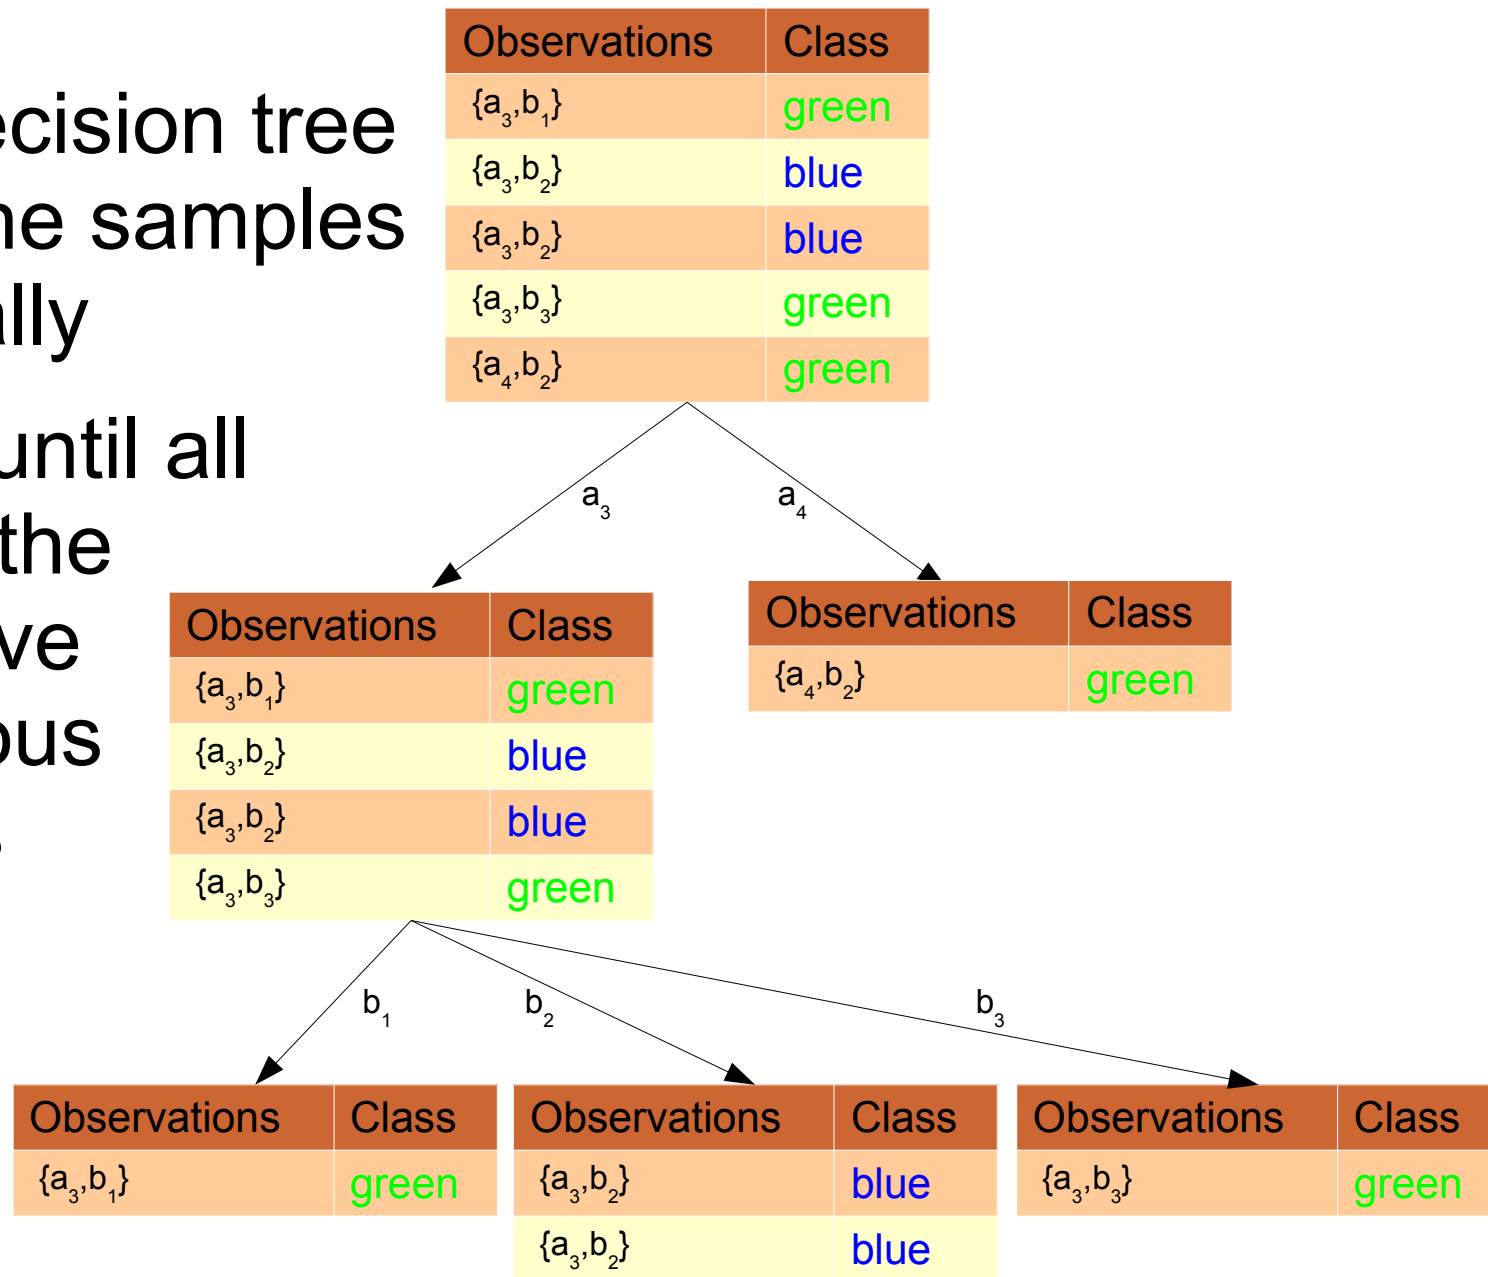 ecision tree
he samples
ally
until all
the
ve
ous
Observations Class
{a₃,b₁} green
{a₃,b₂} blue
{a₃,b₂} blue
{a₃,b₃} green
{a₄,b₂} green
a₃ a₄
Observations Class
{a₃,b₁} green
{a₃,b₂} blue
{a₃,b₂} blue
{a₃,b₃} green
Observations Class
{a₄,b₂} green
b₁ b₂ b₃
Observations Class
{a₃,b₁} green
Observations Class
{a₃,b₂} blue
{a₃,b₂} blue
Observations Class
{a₃,b₃} green